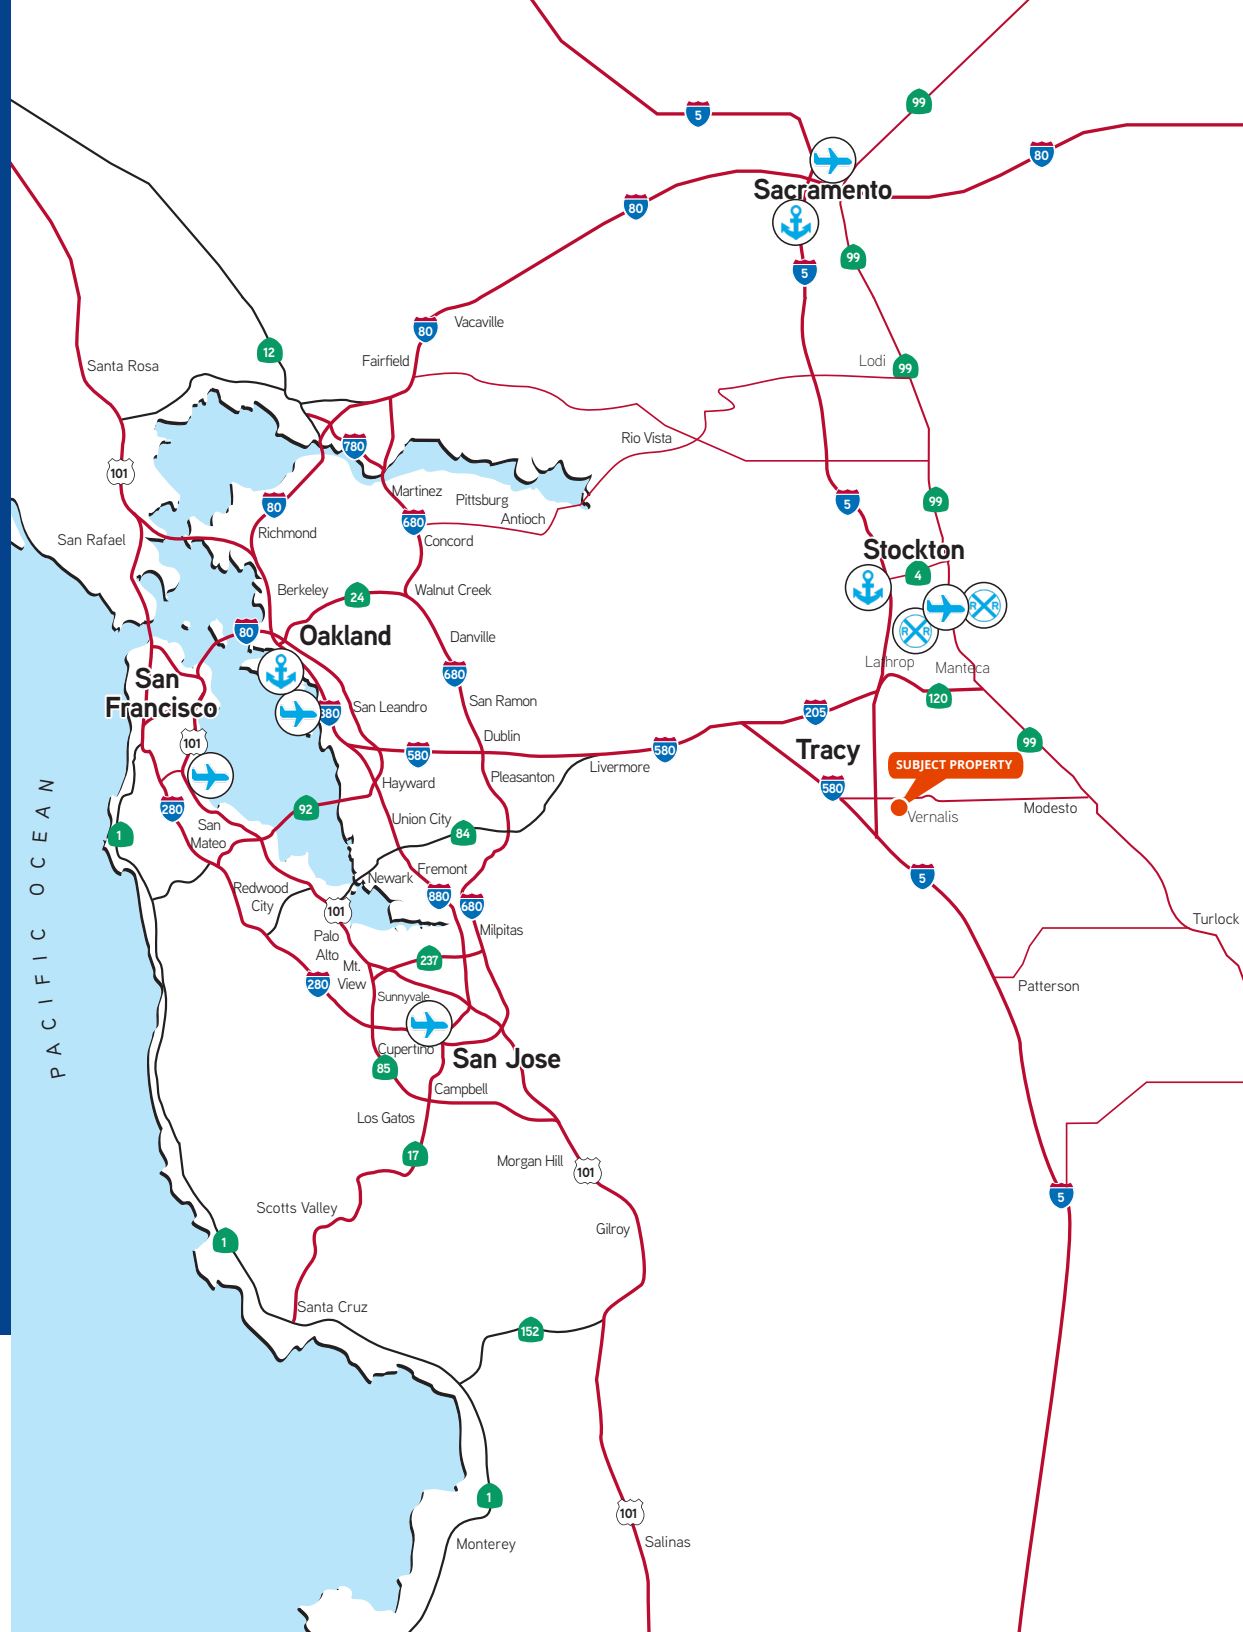 99
5
80
Sacramento
80
99
5
Vacaville
80
12
Fairfield
Lodi
99
Santa Rosa
Rio Vista
780
101
Martinez
Pittsburg
99
5
80
Antioch
680
Richmond
San Rafael
Concord
Stockton
4
Berkeley
24
Walnut Creek
R R
R R
80
Oakland
Danville
Lathrop
Manteca
680
San
Francisco
120
San Ramon
880
San Leandro
205
Dublin
101
580
580
Tracy
99
Livermore
SUBJECT PROPERTY
Pleasanton
Hayward
580
280
92
Modesto
Vernalis
Union City
1
San
Mateo
84
Fremont
Newark
5
Redwood
City
880
680
101
Turlock
Milpitas
Palo
Alto
237
Mt.
View
280
Patterson
Sunnyvale
PACIFIC OCEAN
Cupertino
San Jose
85
Campbell
Los Gatos
17
Morgan Hill
101
5
Scotts Valley
Gilroy
1
Santa Cruz
152
1
101
Monterey
Salinas